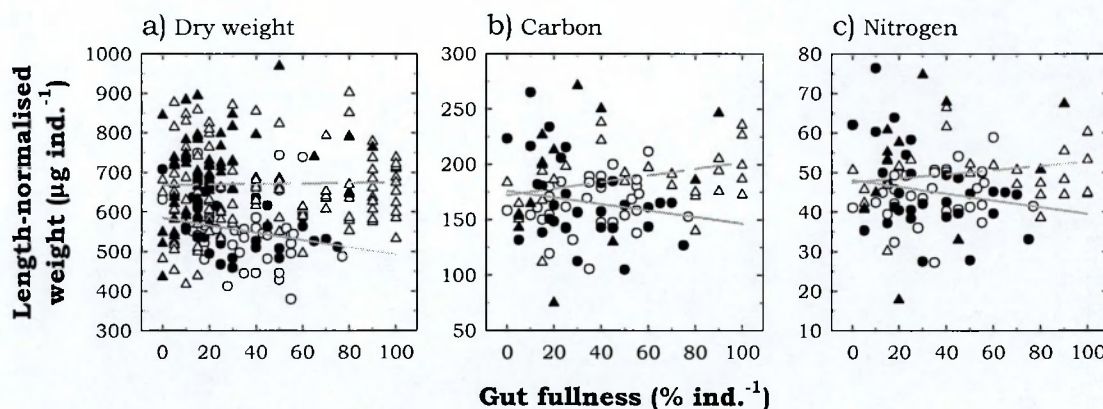 a) Dry weight
b) Carbon
c) Nitrogen
Length-normalised
weight (µg ind.⁻¹)
1000
900
800
700
600
500
400
300
0 20 40 60 80 100
300
250
200
150
100
50
0 20 40 60 80 100
80
70
60
50
40
30
20
10
0 20 40 60 80 100
Gut fullness (% ind.⁻¹)